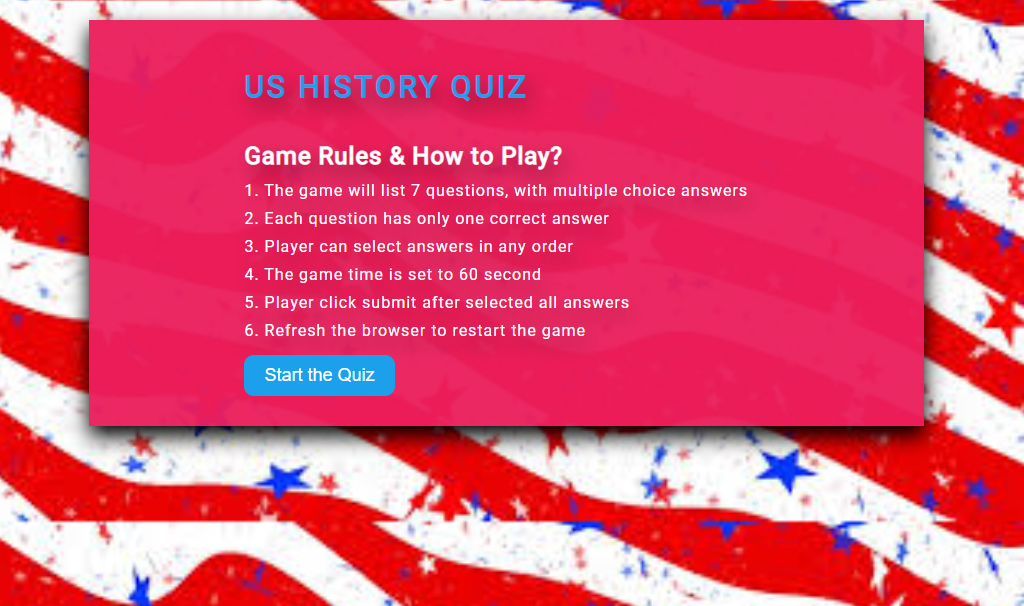 US HISTORY QUIZ
Game Rules & How to Play?
1. The game will list 7 questions, with multiple choice answers
2. Each question has only one correct answer
3. Player can select answers in any order
4. The game time is set to 60 second
5. Player click submit after selected all answers
6. Refresh the browser to restart the game
Start the Quiz